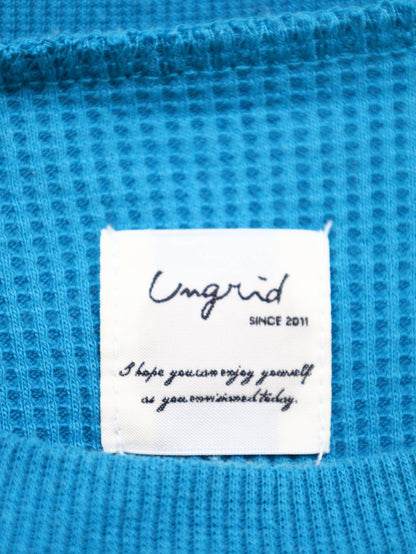 Ungrid
SINCE 2011
I hope you can enjoy yourself
as you envisioned today.